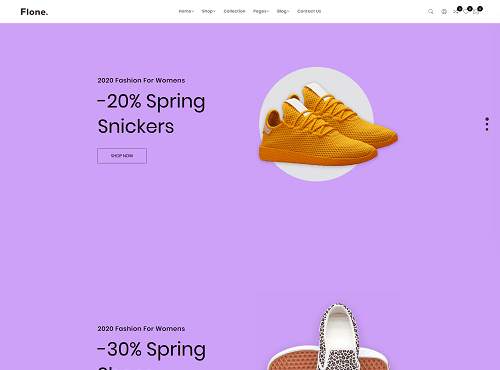 Flone.
Home Shop Collection Pages Blog Contact Us
0 0 0
2020 Fashion For Womens
-20% Spring
Snickers
SHOP NOW
2020 Fashion For Womens
-30% Spring